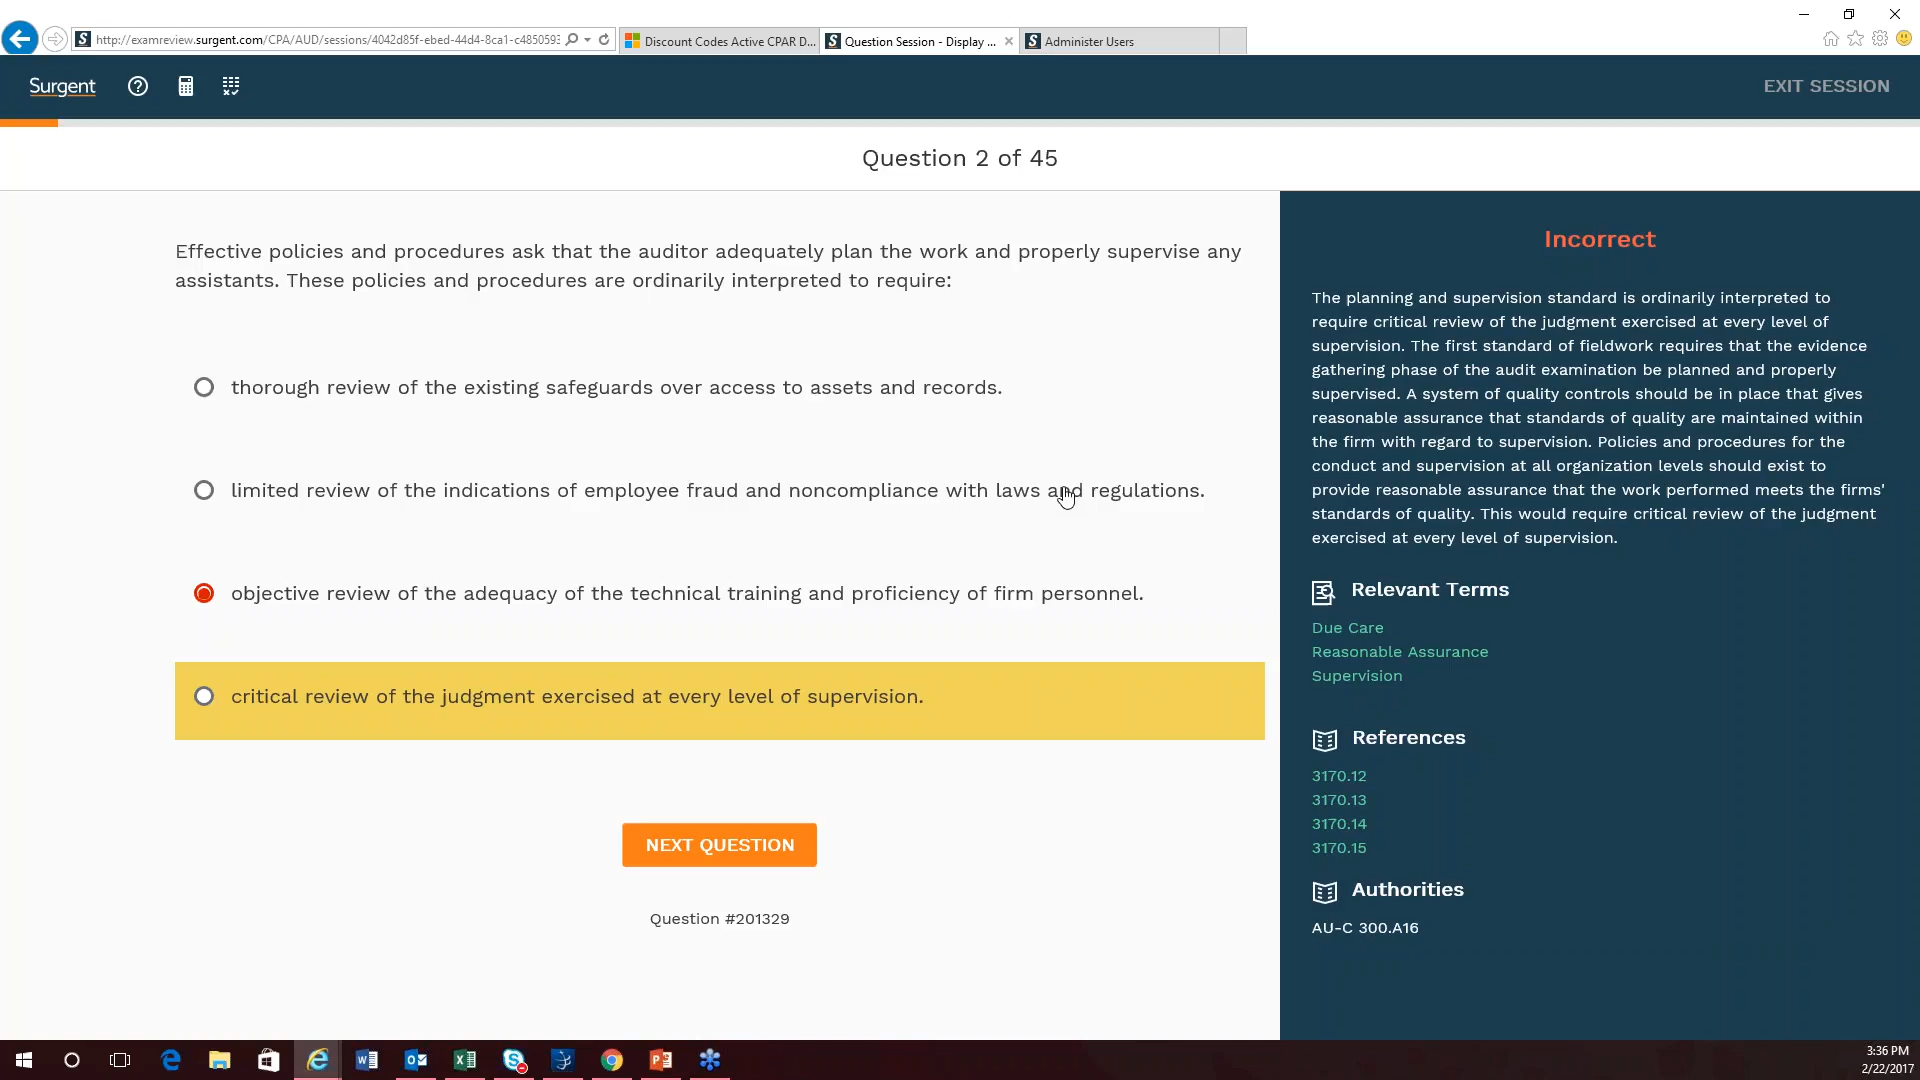 http://examreview.surgent.com/CPA/AUD/sessions/4042d85f-ebed-44d4-8ca1-c4850593
Discount Codes Active CPAR D...
Question Session - Display ...
Administer Users
Surgent
EXIT SESSION
Question 2 of 45
Effective policies and procedures ask that the auditor adequately plan the work and properly supervise any
assistants. These policies and procedures are ordinarily interpreted to require:
thorough review of the existing safeguards over access to assets and records.
limited review of the indications of employee fraud and noncompliance with laws and regulations.
objective review of the adequacy of the technical training and proficiency of firm personnel.
critical review of the judgment exercised at every level of supervision.
NEXT QUESTION
Question #201329
Incorrect
The planning and supervision standard is ordinarily interpreted to
require critical review of the judgment exercised at every level of
supervision. The first standard of fieldwork requires that the evidence
gathering phase of the audit examination be planned and properly
supervised. A system of quality controls should be in place that gives
reasonable assurance that standards of quality are maintained within
the firm with regard to supervision. Policies and procedures for the
conduct and supervision at all organization levels should exist to
provide reasonable assurance that the work performed meets the firms'
standards of quality. This would require critical review of the judgment
exercised at every level of supervision.
Relevant Terms
Due Care
Reasonable Assurance
Supervision
References
3170.12
3170.13
3170.14
3170.15
Authorities
AU-C 300.A16
3:36 PM
2/22/2017